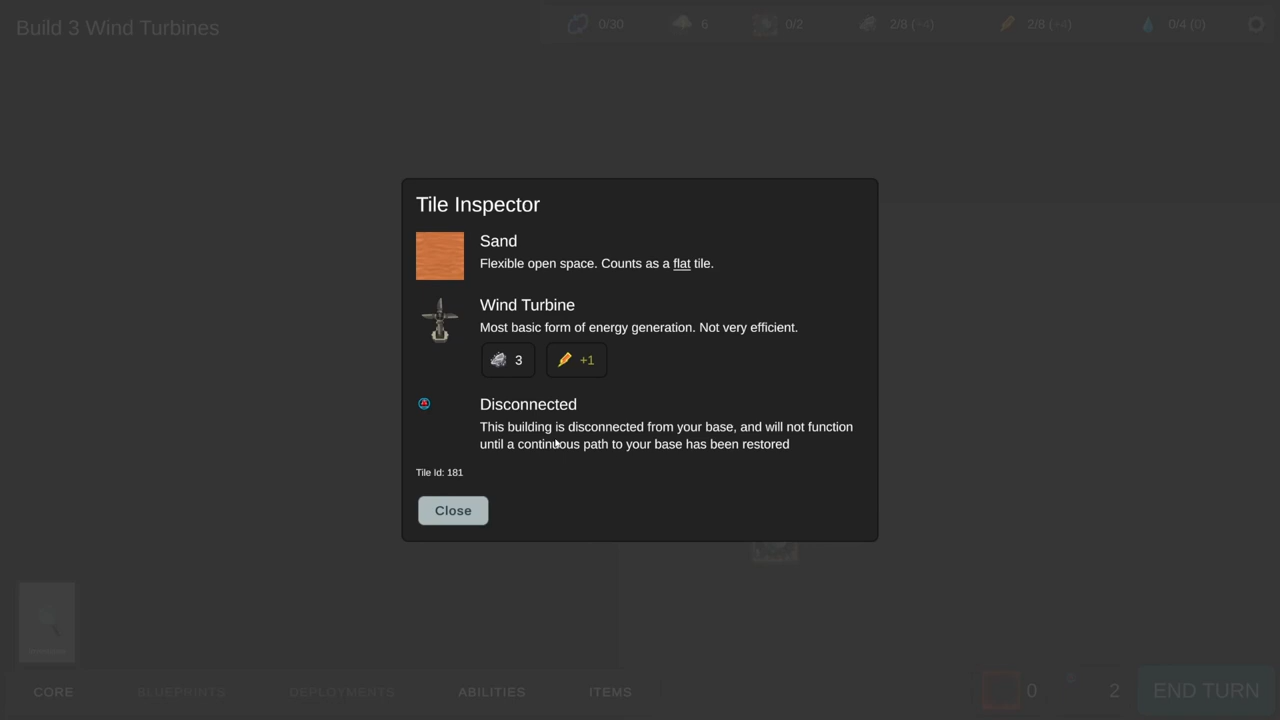 Build 3 Wind Turbines
0/30
6
0/2
2/8 (+4)
2/8 (+4)
0/4 (0)
Tile Inspector
Sand
Flexible open space. Counts as a flat tile.
Wind Turbine
Most basic form of energy generation. Not very efficient.
3
+1
Disconnected
This building is disconnected from your base, and will not function
until a continuous path to your base has been restored
Tile Id: 181
Close
CORE
BLUEPRINTS
DEPLOYMENTS
ABILITIES
ITEMS
0
2
END TURN